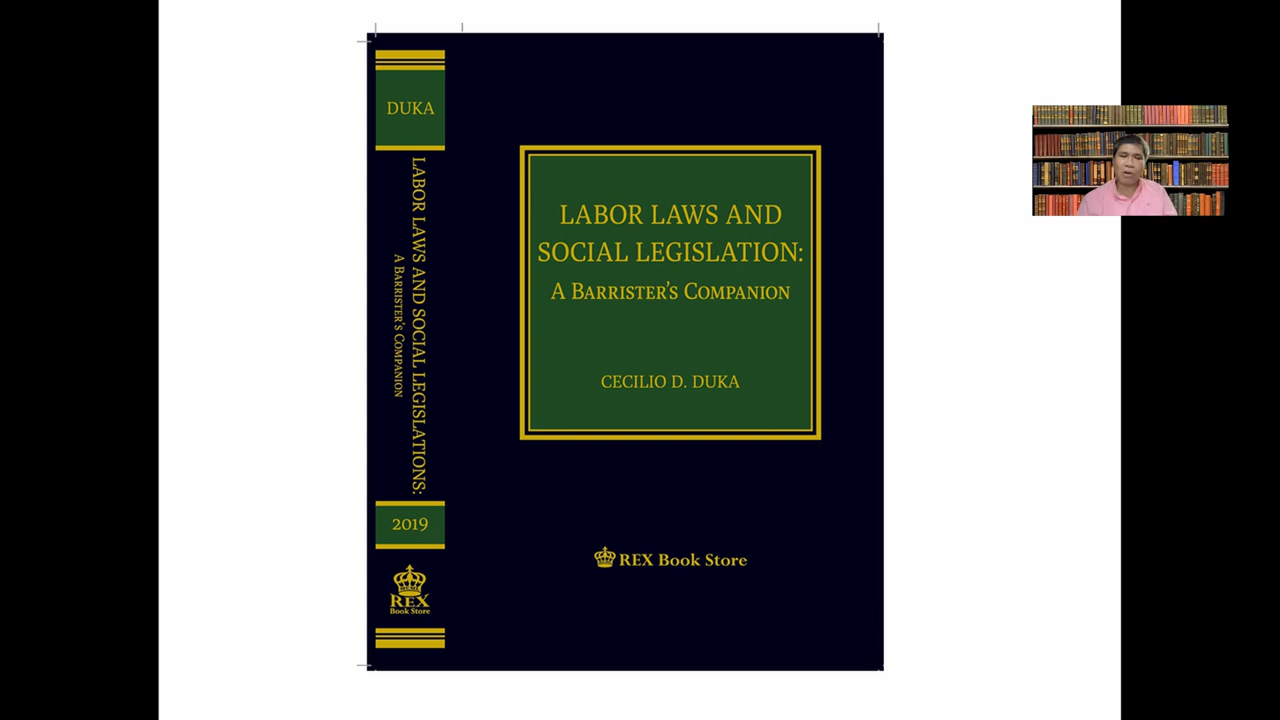 DUKA
LABOR LAWS AND SOCIAL LEGISLATIONS:
A BARRISTER'S COMPANION
2019
REX
Book Store
LABOR LAWS AND
SOCIAL LEGISLATION:
A BARRISTER'S COMPANION
CECILIO D. DUKA
REX Book Store